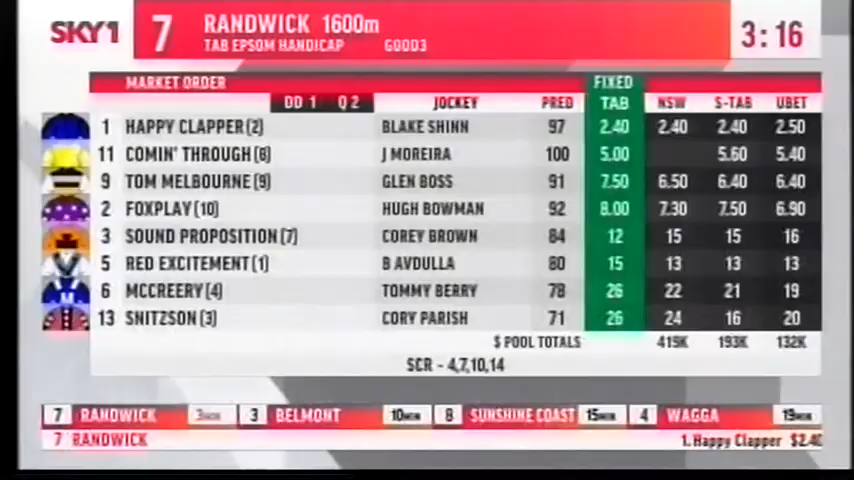 SKY1 7 RANDWICK 1600m 3:16
TAB EPSOM HANDICAP GOOD3
MARKET ORDER FIXED
DD 1 Q 2 JOCKEY PRED TAB NSW S-TAB UBET
1 HAPPY CLAPPER(2) BLAKE SHINN 97 2.40 2.40 2.40 2.50
11 COMIN' THROUGH(6) J MOREIRA 100 5.00 5.60 5.40
9 TOM MELBOURNE(9) GLEN BOSS 91 7.50 6.50 6.40 6.40
2 FOXPLAY(10) HUGH BOWMAN 92 8.00 7.30 7.50 6.90
3 SOUND PROPOSITION(7) COREY BROWN 84 12 15 15 16
5 RED EXCITEMENT(1) B AVDULLA 80 15 13 13 13
6 MCCREERY(4) TOMMY BERRY 78 26 22 21 19
13 SNITZSON(3) CORY PARISH 71 26 24 16 20
$ POOL TOTALS 419K 193K 132K
SCR - 4,7,10,14
7 RANDWICK 3MIN 3 BELMONT 10MIN 8 SUNSHINE COAST 15MIN 4 WAGGA 19MIN
7 RANDWICK 1. Happy Clapper $2.40